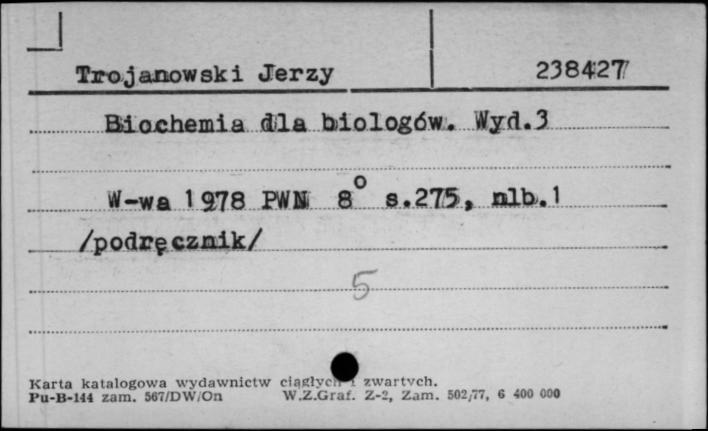 Trojanowski Jerzy 238427
Biochemia dla biologów. Wyd.3
W-wa 1978 PWN 8° s.275, nlb.1
/podręcznik/
5
Karta katalogowa wydawnictw ciągłych i zwartych.
Pu-B-144 zam. 567/DW/On W.Z.Graf. Z-2, Zam. 502/77, 6 400 000